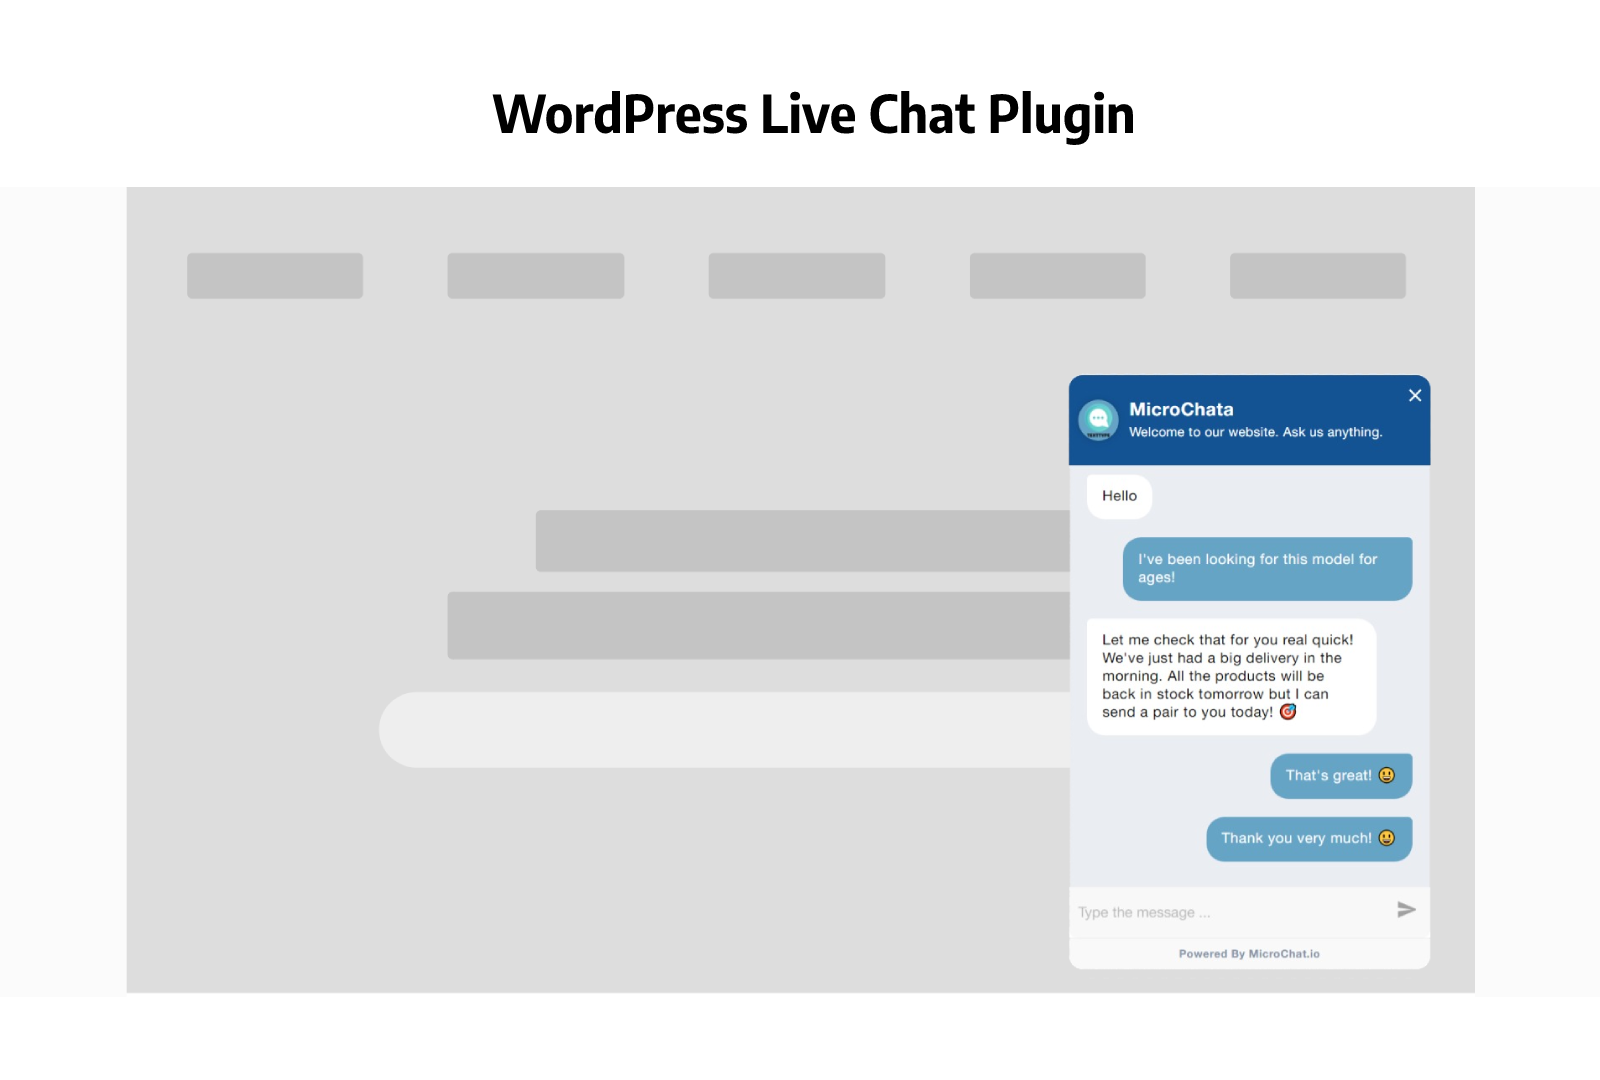 WordPress Live Chat Plugin
MicroChata
Welcome to our website. Ask us anything.
Hello
I've been looking for this model for
ages!
Let me check that for you real quick!
We've just had a big delivery in the
morning. All the products will be
back in stock tomorrow but I can
send a pair to you today! 🎯
That's great! 😃
Thank you very much! 😃
Type the message ...
Powered By MicroChat.io